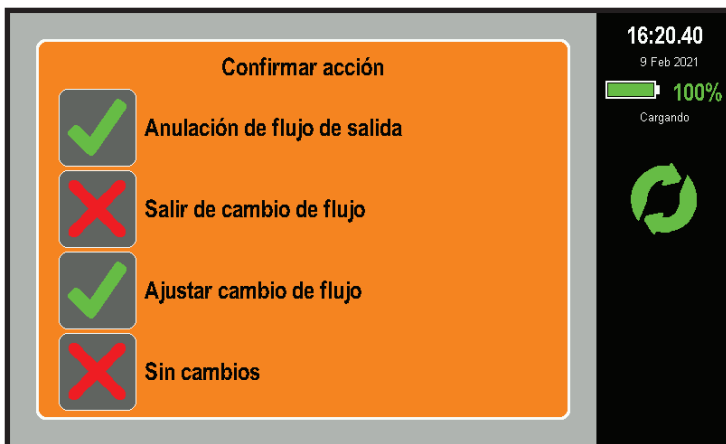 Confirmar acción
Anulación de flujo de salida
Salir de cambio de flujo
Ajustar cambio de flujo
Sin cambios
16:20.40
9 Feb 2021
100%
Cargando